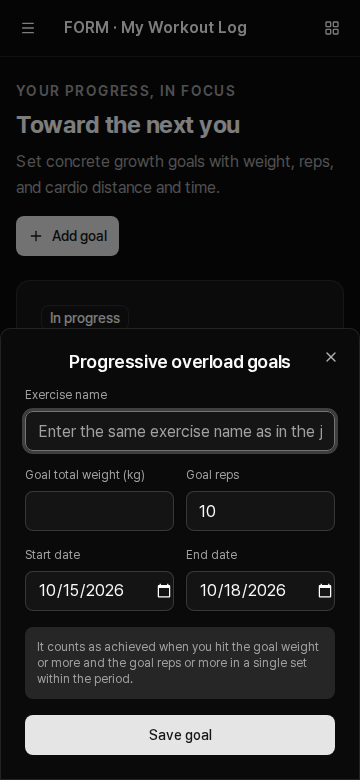 FORM · My Workout Log
YOUR PROGRESS, IN FOCUS
Toward the next you
Set concrete growth goals with weight, reps,
and cardio distance and time.
Add goal
In progress
Progressive overload goals
Exercise name
Enter the same exercise name as in the j
Goal total weight (kg)
Goal reps
10
Start date
End date
10/15/2026
10/18/2026
It counts as achieved when you hit the goal weight
or more and the goal reps or more in a single set
within the period.
Save goal